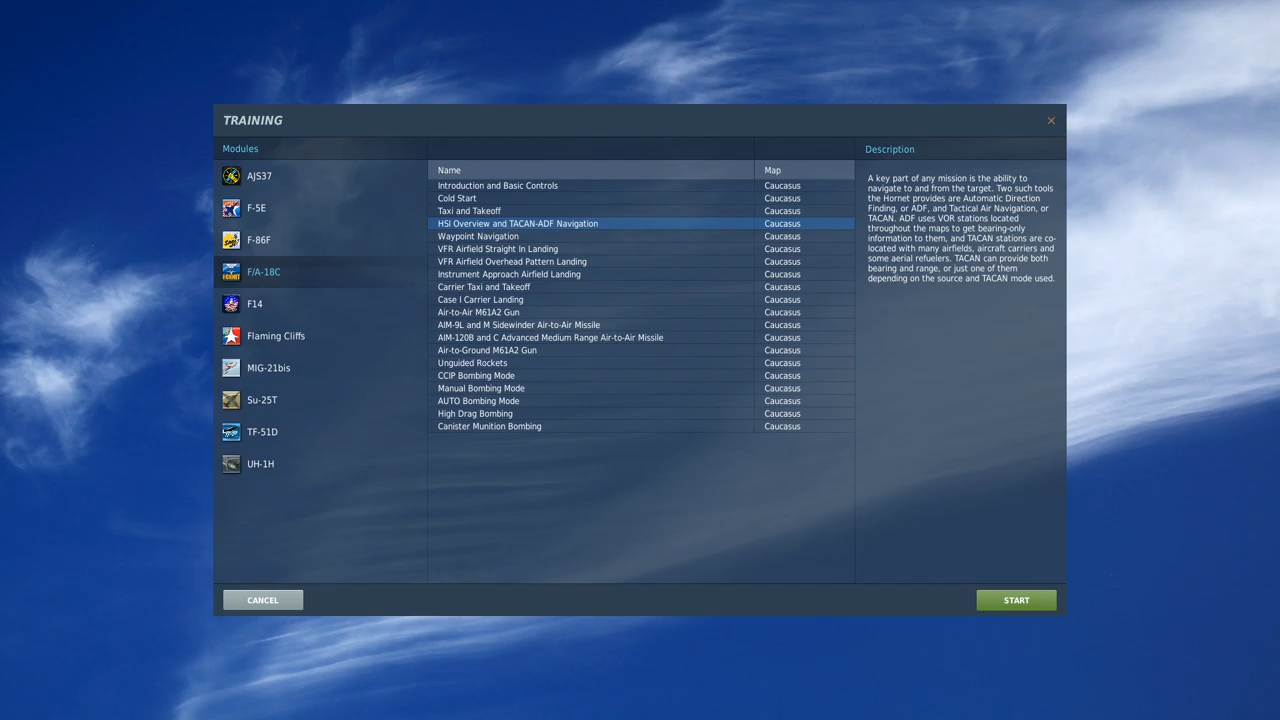 TRAINING
Modules
Description
AJS37
F-5E
F-86F
F/A-18C
F14
Flaming Cliffs
MIG-21bis
Su-25T
TF-51D
UH-1H
Name Map
Introduction and Basic Controls Caucasus
Cold Start Caucasus
Taxi and Takeoff Caucasus
HSI Overview and TACAN-ADF Navigation Caucasus
Waypoint Navigation Caucasus
VFR Airfield Straight In Landing Caucasus
VFR Airfield Overhead Pattern Landing Caucasus
Instrument Approach Airfield Landing Caucasus
Carrier Taxi and Takeoff Caucasus
Case I Carrier Landing Caucasus
Air-to-Air M61A2 Gun Caucasus
AIM-9L and M Sidewinder Air-to-Air Missile Caucasus
AIM-120B and C Advanced Medium Range Air-to-Air Missile Caucasus
Air-to-Ground M61A2 Gun Caucasus
Unguided Rockets Caucasus
CCIP Bombing Mode Caucasus
Manual Bombing Mode Caucasus
AUTO Bombing Mode Caucasus
High Drag Bombing Caucasus
Canister Munition Bombing Caucasus
A key part of any mission is the ability to
navigate to and from the target. Two such tools
the Hornet provides are Automatic Direction
Finding, or ADF, and Tactical Air Navigation, or
TACAN. ADF uses VOR stations located
throughout the maps to get bearing-only
information to them, and TACAN stations are co-
located with many airfields, aircraft carriers and
some aerial refuelers. TACAN can provide both
bearing and range, or just one of them
depending on the source and TACAN mode used.
CANCEL
START